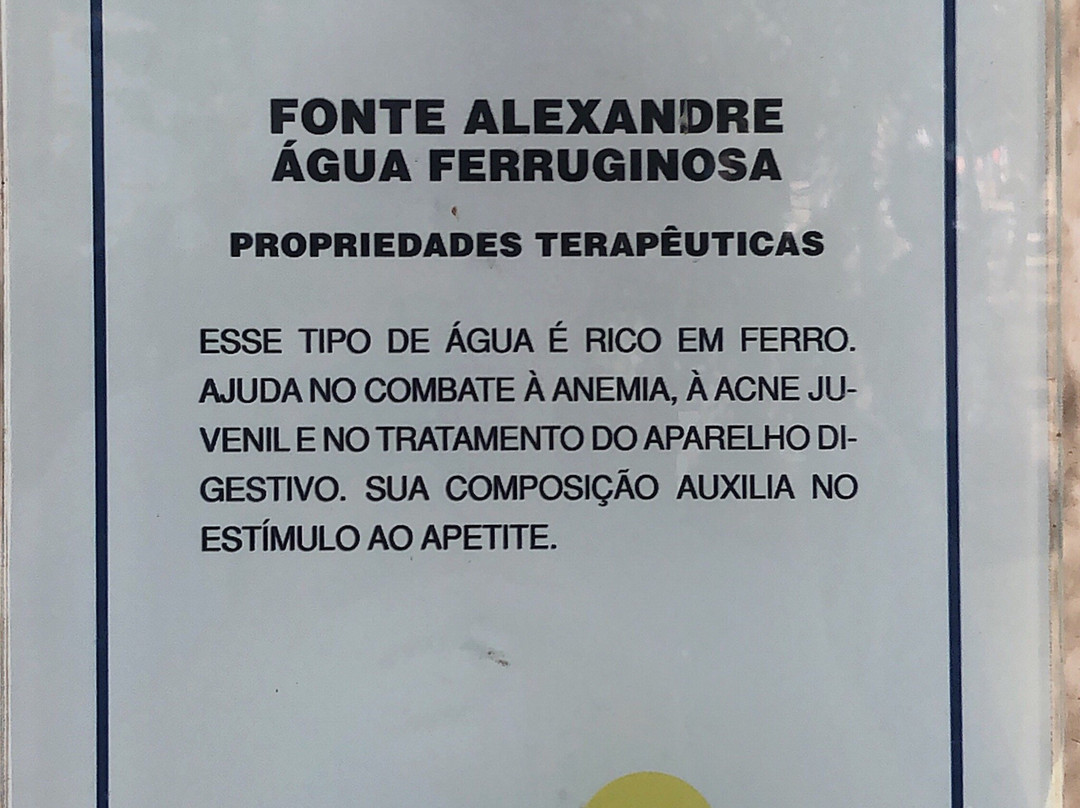 FONTE ALEXANDRE
ÁGUA FERRUGINOSA
PROPRIEDADES TERAPÊUTICAS
ESSE TIPO DE ÁGUA É RICO EM FERRO.
AJUDA NO COMBATE À ANEMIA, À ACNE JU-
VENIL E NO TRATAMENTO DO APARELHO DI-
GESTIVO. SUA COMPOSIÇÃO AUXILIA NO
ESTÍMULO AO APETITE.